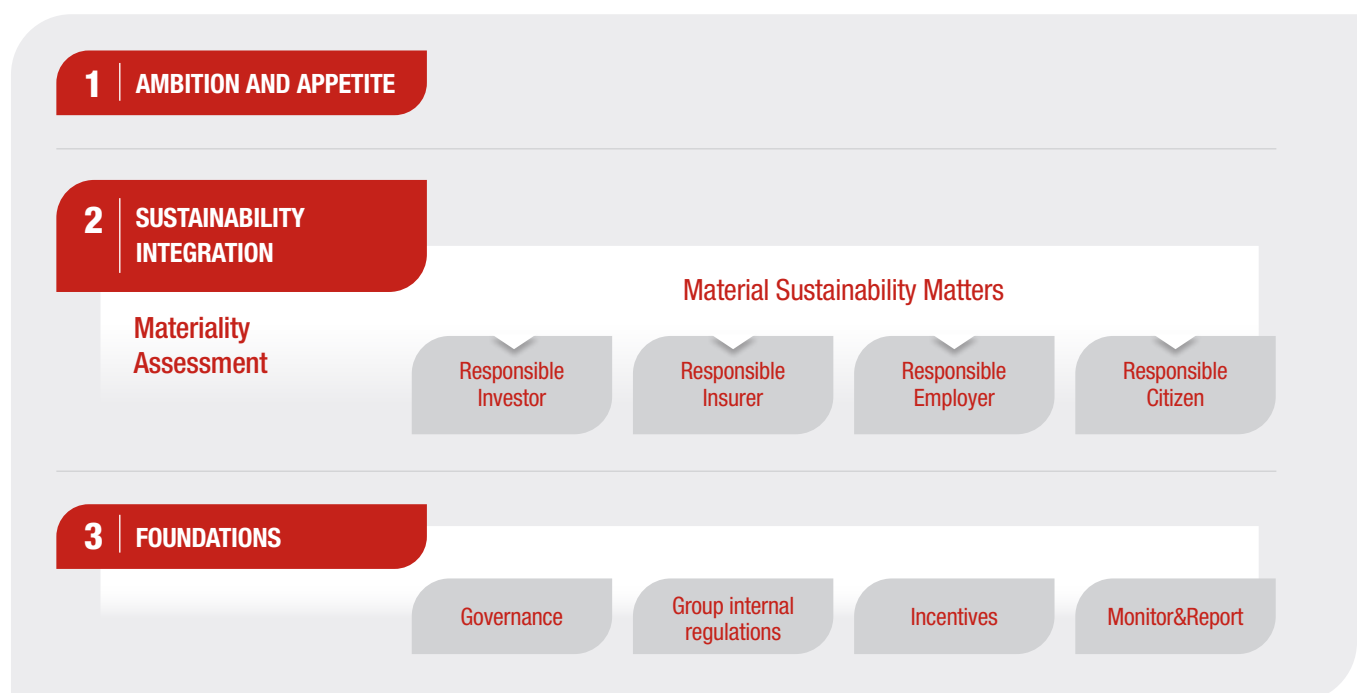 1 AMBITION AND APPETITE
2 SUSTAINABILITY
INTEGRATION
Material Sustainability Matters
Materiality
Assessment
Responsible
Investor
Responsible
Insurer
Responsible
Employer
Responsible
Citizen
3 FOUNDATIONS
Governance
Group internal
regulations
Incentives
Monitor&Report